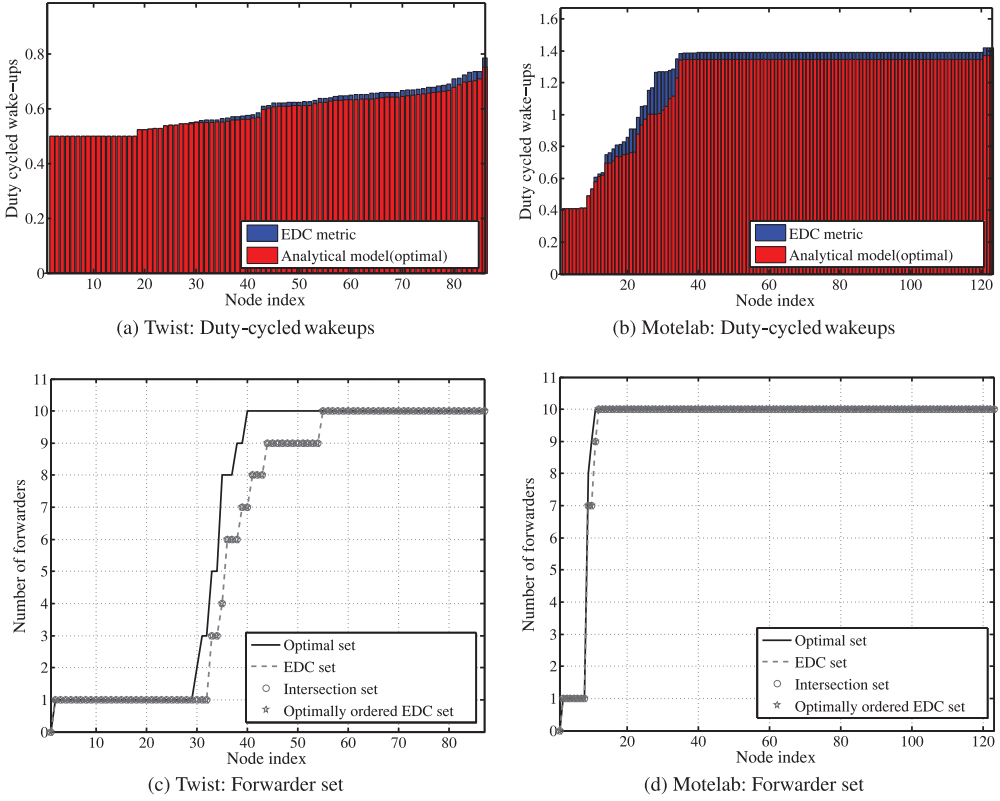 Duty cycled wake-ups
0.8
0.6
0.4
0.2
0
EDC metric
Analytical model(optimal)
10
20
30
40
50
60
70
80
Node index
(a) Twist: Duty-cycled wakeups
Duty cycled wake-ups
1.6
1.4
1.2
1
0.8
0.6
0.4
0.2
0
EDC metric
Analytical model(optimal)
20
40
60
80
100
120
Node index
(b) Motelab: Duty-cycled wakeups
Number of forwarders
11
10
9
8
7
6
5
4
3
2
1
0
Optimal set
EDC set
Intersection set
Optimally ordered EDC set
10
20
30
40
50
60
70
80
Node index
(c) Twist: Forwarder set
Number of forwarders
11
10
9
8
7
6
5
4
3
2
1
0
Optimal set
EDC set
Intersection set
Optimally ordered EDC set
20
40
60
80
100
120
Node index
(d) Motelab: Forwarder set